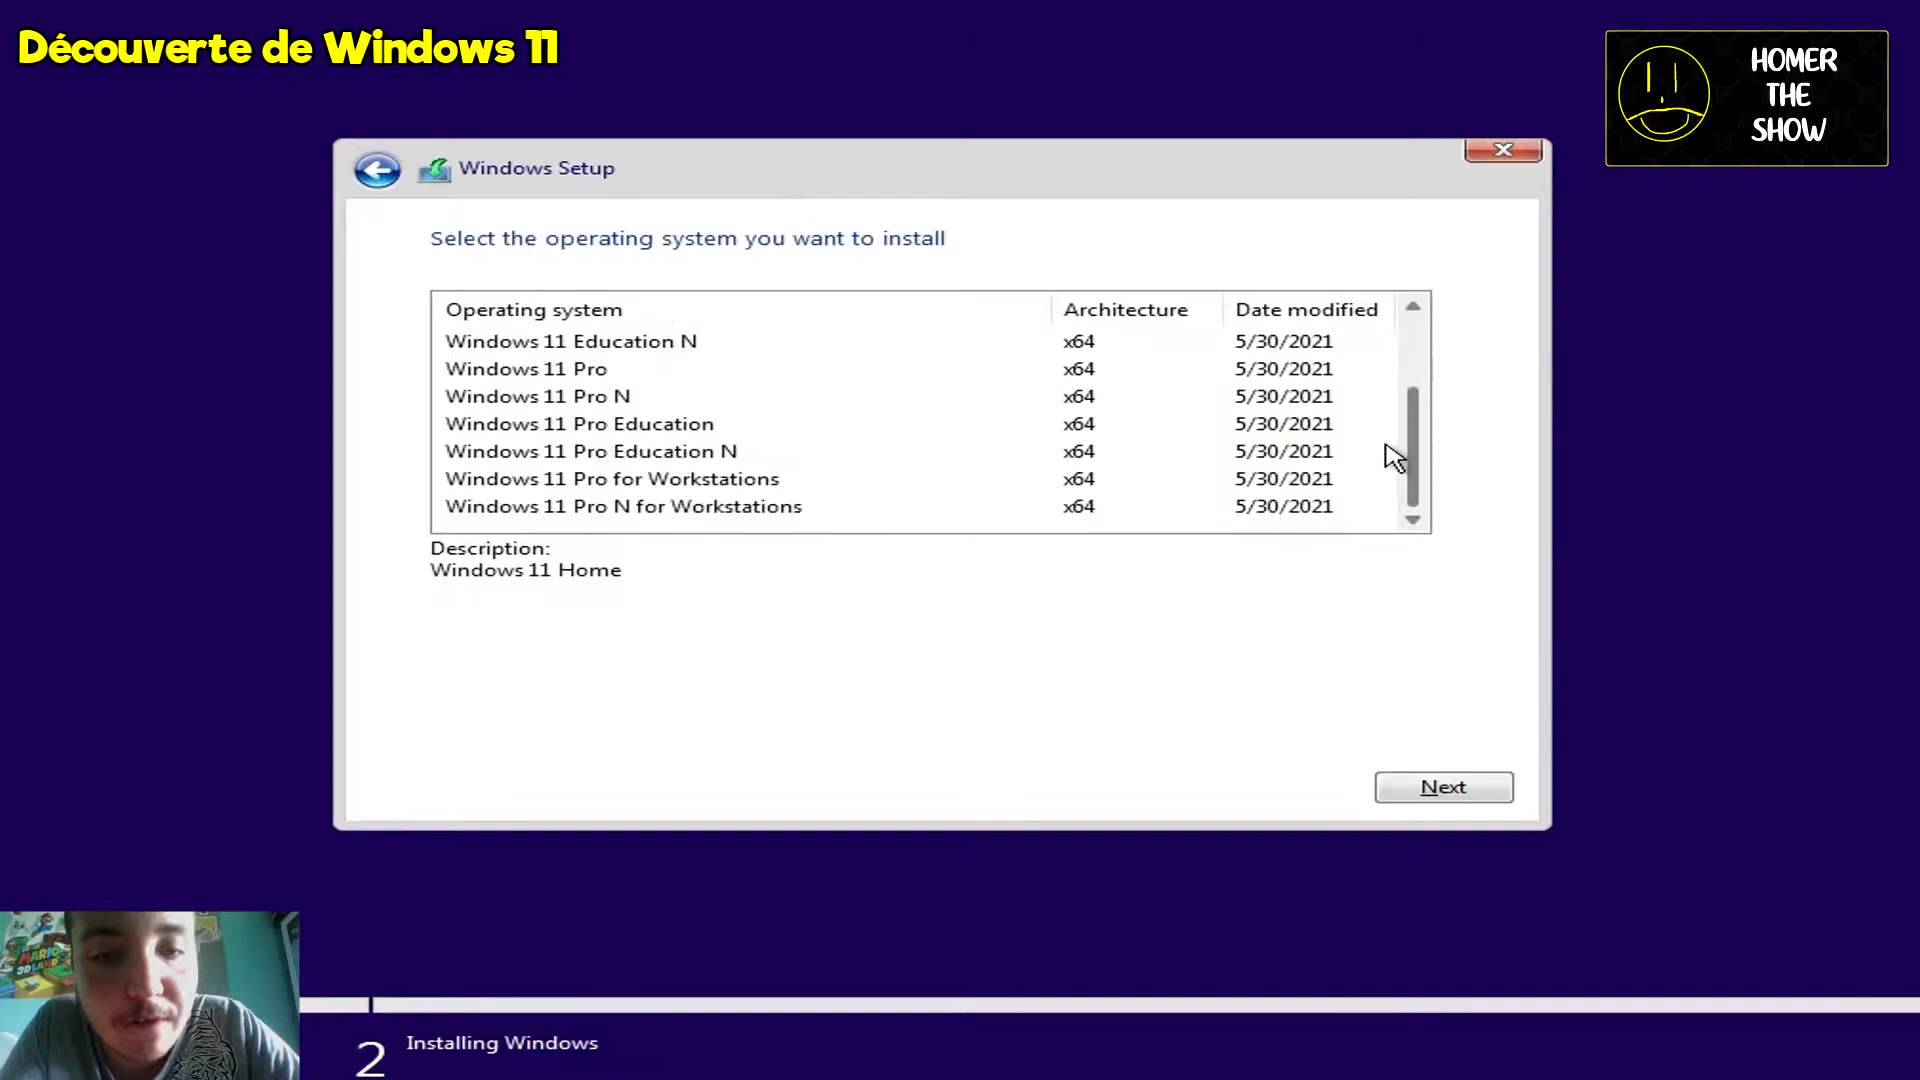 Découverte de Windows 11
HOMER
THE
SHOW
Windows Setup
Select the operating system you want to install
Operating system Architecture Date modified
Windows 11 Education N x64 5/30/2021
Windows 11 Pro x64 5/30/2021
Windows 11 Pro N x64 5/30/2021
Windows 11 Pro Education x64 5/30/2021
Windows 11 Pro Education N x64 5/30/2021
Windows 11 Pro for Workstations x64 5/30/2021
Windows 11 Pro N for Workstations x64 5/30/2021
Description:
Windows 11 Home
Next
MARIO
3D LAND
2 Installing Windows